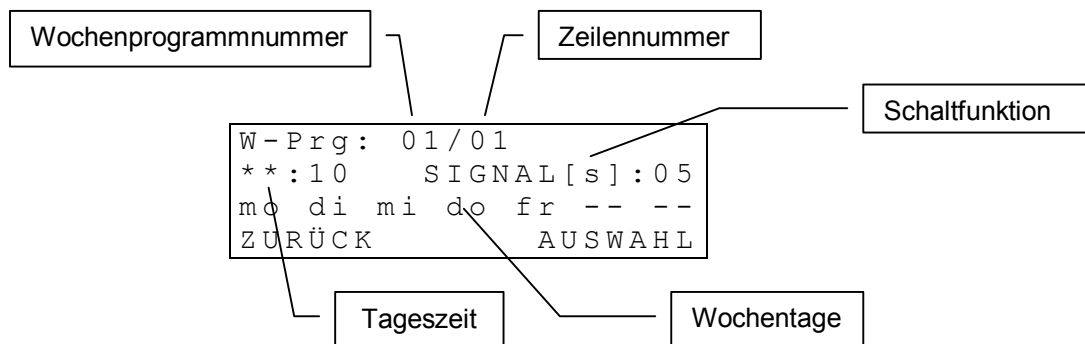 Wochenprogrammnummer
Zeilennummer
Schaltfunktion
W-Prg: 01/01
**:10 SIGNAL[s]:05
mo di mi do fr -- --
ZURÜCK AUSWAHL
Tageszeit
Wochentage